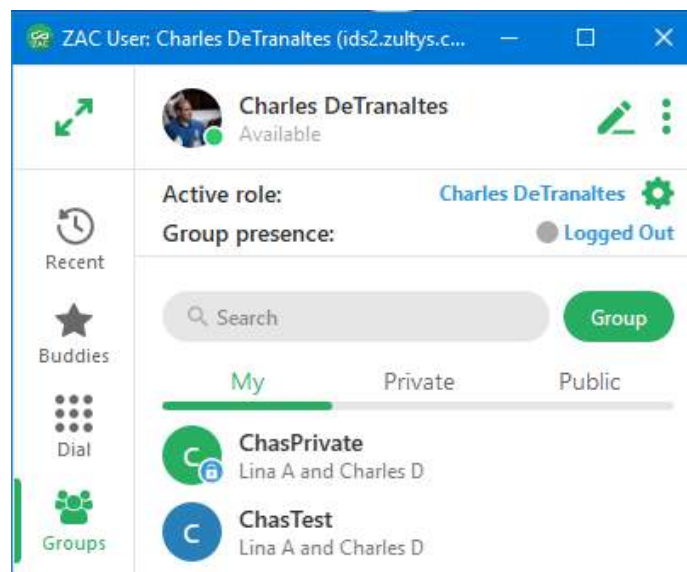 ZAC User: Charles DeTranaltes (ids2.zultys.c...
Charles DeTranaltes
Available
Active role: Charles DeTranaltes
Group presence: Logged Out
Recent
Search Group
Buddies
My Private Public
Dial
ChasPrivate
Lina A and Charles D
ChasTest
Groups
Lina A and Charles D